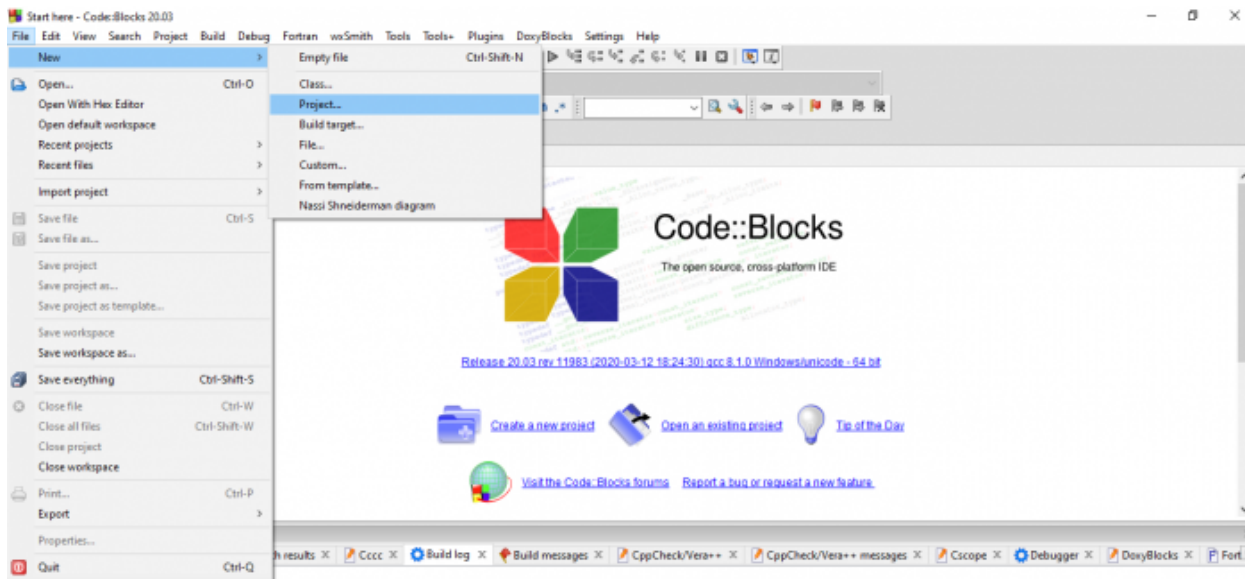 Start here - Code::Blocks 20.03
File Edit View Search Project Build Debug Fortran wxSmith Tools Tools+ Plugins DoxyBlocks Settings Help
New
Open... Ctrl-O
Open With Hex Editor
Open default workspace
Recent projects
Recent files
Import project
Save file Ctrl-S
Save file as...
Save project
Save project as...
Save project as template...
Save workspace
Save workspace as...
Save everything Ctrl-Shift-S
Close file Ctrl-W
Close all files Ctrl-Shift-W
Close project
Close workspace
Print... Ctrl-P
Export
Properties...
Quit Ctrl-Q
Empty file Ctrl-Shift-N
Class...
Project...
Build target...
File...
Custom...
From template...
Nassi Shneiderman diagram
Code::Blocks
The open source, cross-platform IDE
Release 20.03 rev 11983 (2020-03-12 18:24:30) gcc 8.1.0 Windows/unicode - 64 bit
Create a new project Open an existing project Tip of the Day
Visit the Code::Blocks forums Report a bug or request a new feature
h results X Cccc X Build log X Build messages X CppCheck/Vera++ X CppCheck/Vera++ messages X Cscope X Debugger X DoxyBlocks X Fort